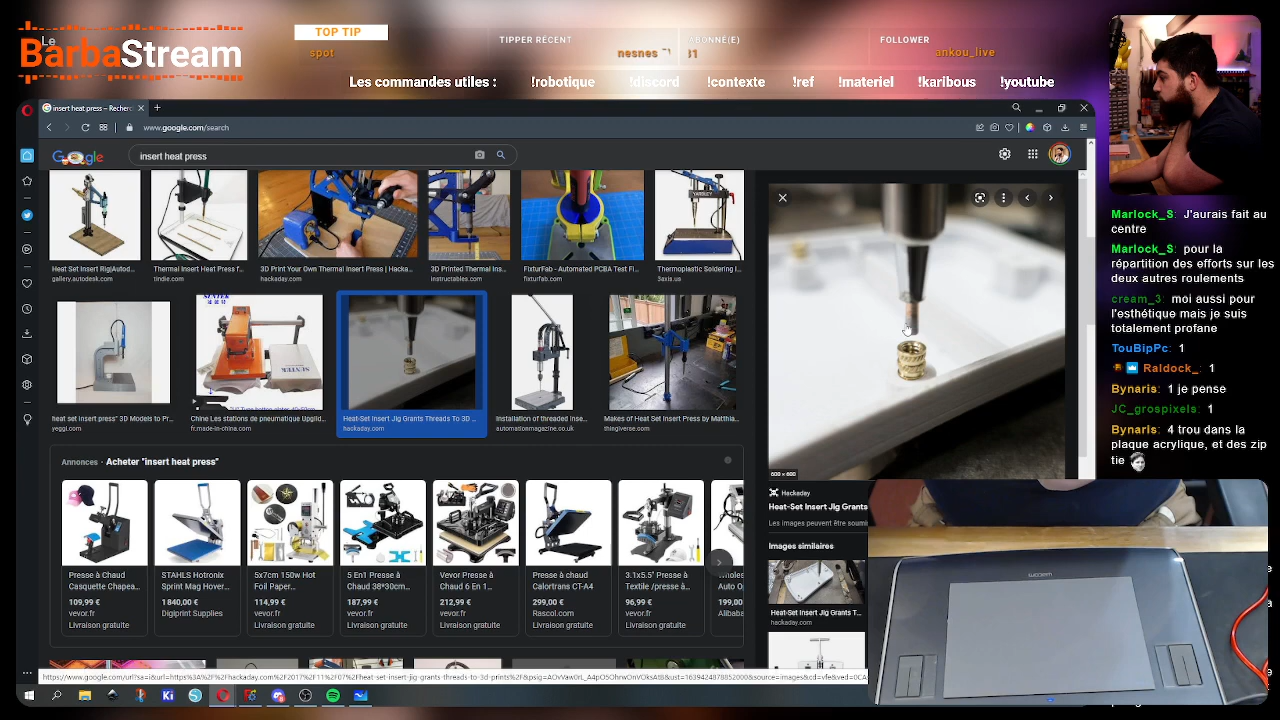 Le
BarbaStream
TOP TIP
spot
TIPPER RÉCENT
nesnes
ABONNÉ(E)
FOLLOWER
ankou_live
Les commandes utiles : !robotique !discord !contexte !ref !materiel !karibous !youtube
insert heat press – Recherc
www.google.com/search
Google
insert heat press
Heat Set Insert Rig|Autod...
gallery.autodesk.com
Thermal Insert Heat Press f...
tindie.com
3D Print Your Own Thermal Insert Press | Hacka...
hackaday.com
3D Printed Thermal Ins...
instructables.com
FixturFab - Automated PCBA Test Fi...
fixturfab.com
Thermoplastic Soldering I...
3axis.us
heat set insert press" 3D Models to Pr...
yeggi.com
SUNTEK
Chine Les stations de pneumatique Upglid...
fr.made-in-china.com
Heat-Set Insert Jig Grants Threads To 3D ...
hackaday.com
Installation of threaded inse...
automationmagazine.co.uk
Makes of Heat Set Insert Press by Matthia...
thingiverse.com
Annonces · Acheter "insert heat press"
Presse à Chaud
Casquette Chapea...
109,99 €
vevor.fr
Livraison gratuite
STAHLS Hotronix
Sprint Mag Hover...
1 840,00 €
Digiprint Supplies
5x7cm 150w Hot
Foil Paper...
114,99 €
vevor.fr
Livraison gratuite
5 En1 Presse à
Chaud 38*30cm...
187,99 €
vevor.fr
Livraison gratuite
Vevor Presse à
Chaud 6 En 1...
212,99 €
vevor.fr
Livraison gratuite
Presse à chaud
Calortrans CT-A4
299,00 €
Rascol.com
Livraison gratuite
3.1x5.5' Presse à
Textile /presse à...
96,99 €
vevor.fr
Livraison gratuite
Auto O
199,00
Alibaba
600 × 600
Hackaday
Heat-Set Insert Jig Grants
Les images peuvent être soumi
Images similaires
Heat-Set Insert Jig Grants T...
hackaday.com
Marlock_S: J'aurais fait au
centre
Marlock_S: pour la
répartition des efforts sur les
deux autres roulements
cream_3: moi aussi pour
l'esthétique mais je suis
totalement profane
TouBipPc: 1
Raldock_: 1
Bynaris: 1 je pense
JC_grospixels: 1
Bynaris: 4 trou dans la
plaque acrylique, et des zip
tie
wacom